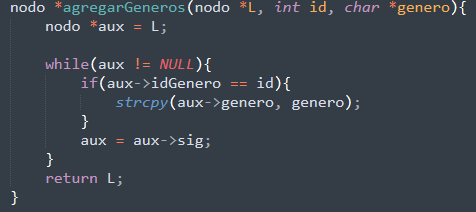 nodo *agregarGeneros(nodo *L, int id, char *genero){
    nodo *aux = L;

    while(aux != NULL){
        if(aux->idGenero == id){
            strcpy(aux->genero, genero);
        }
        aux = aux->sig;
    }
    return L;
}